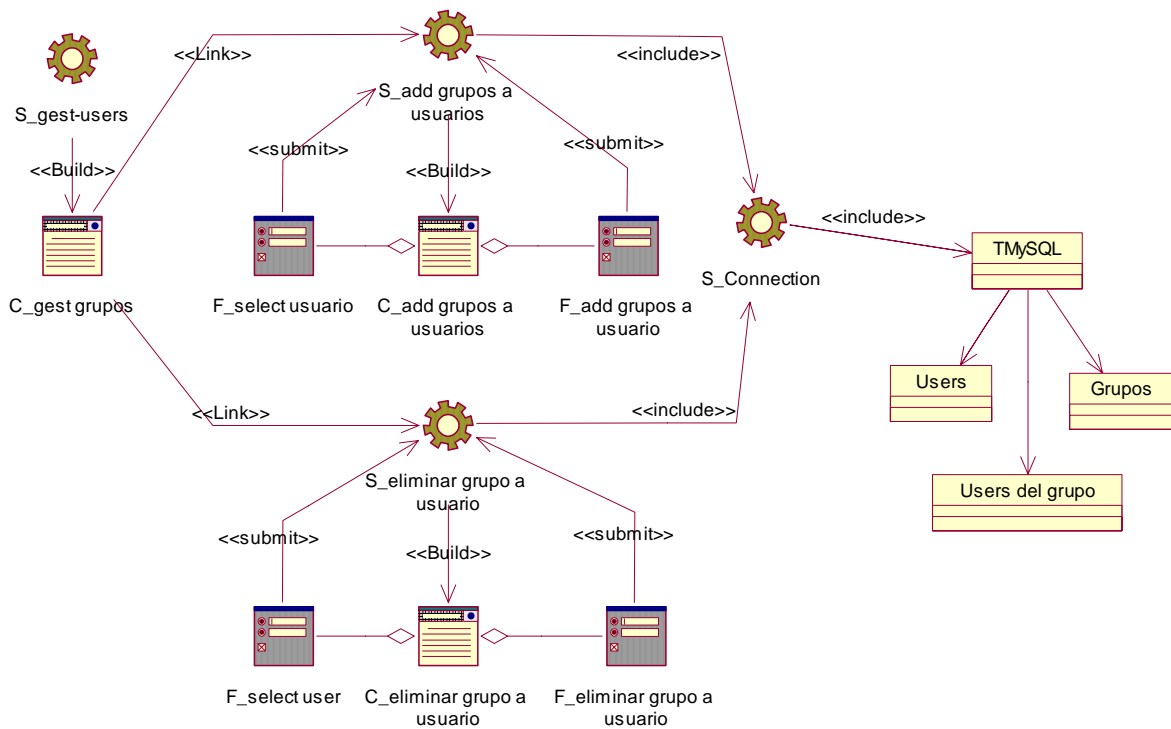 <<Link>>
<<include>>
S_gest-users
S_add grupos a
usuarios
<<submit>>
<<submit>>
<<Build>>
<<Build>>
<<include>>
TMySQL
S_Connection
C_gest grupos
F_select usuario
C_add grupos a
usuarios
F_add grupos a
usuario
Users
Grupos
<<Link>>
<<include>>
S_eliminar grupo a
usuario
Users del grupo
<<submit>>
<<Build>>
<<submit>>
F_select user
C_eliminar grupo a
usuario
F_eliminar grupo a
usuario